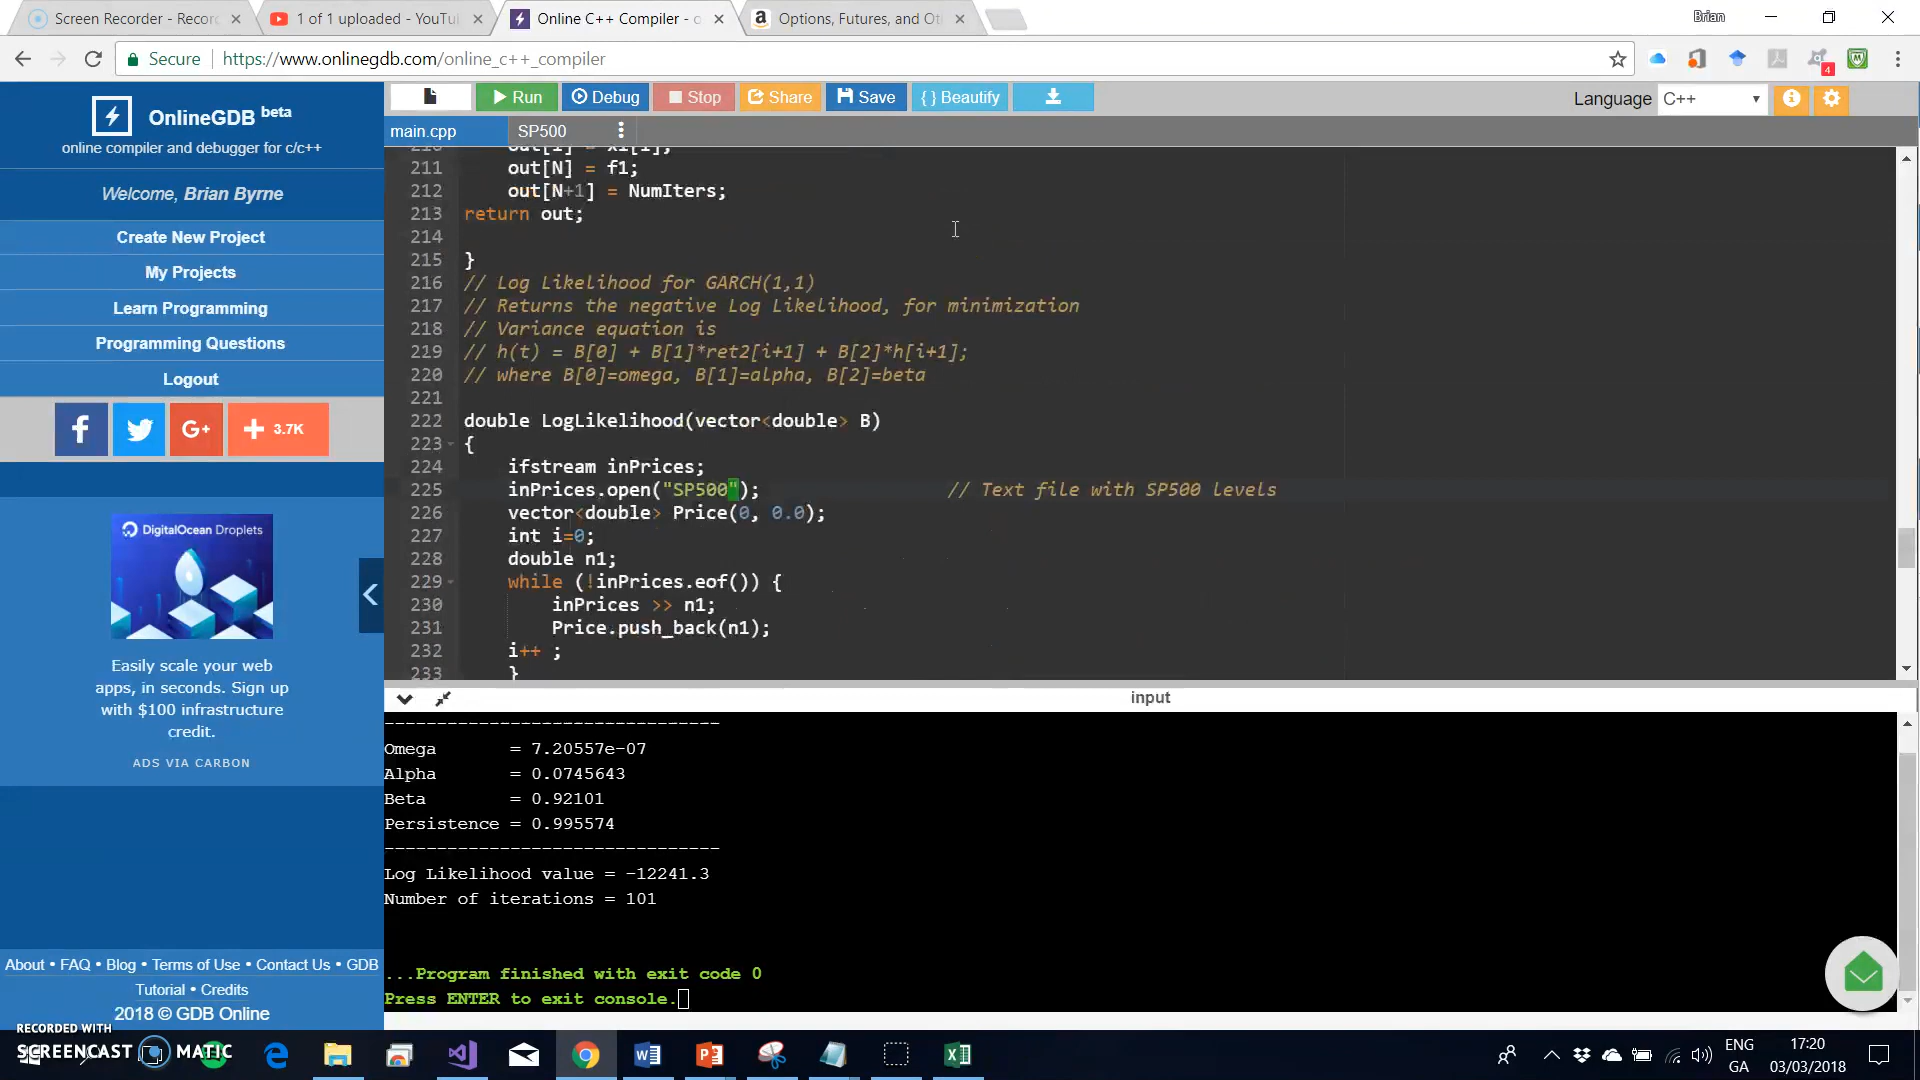 Screen Recorder - Recor
1 of 1 uploaded - YouTu
Online C++ Compiler - o
Options, Futures, and Ot
Brian
Secure
https://www.onlinegdb.com/online_c++_compiler
4
OnlineGDB beta
online compiler and debugger for c/c++
Welcome, Brian Byrne
Create New Project
My Projects
Learn Programming
Programming Questions
Logout
3.7K
DigitalOcean Droplets
Easily scale your web
apps, in seconds. Sign up
with $100 infrastructure
credit.
ADS VIA CARBON
About • FAQ • Blog • Terms of Use • Contact Us • GDB
Tutorial • Credits
2018 © GDB Online
Run
Debug
Stop
Share
Save
{ } Beautify
Language C++
main.cpp
SP500
210 out[i] = x1[i];
211 out[N] = f1;
212 out[N+1] = NumIters;
213 return out;
214
215 }
216 // Log Likelihood for GARCH(1,1)
217 // Returns the negative Log Likelihood, for minimization
218 // Variance equation is
219 // h(t) = B[0] + B[1]*ret2[i+1] + B[2]*h[i+1];
220 // where B[0]=omega, B[1]=alpha, B[2]=beta
221
222 double LogLikelihood(vector<double> B)
223 {
224 ifstream inPrices;
225 inPrices.open("SP500"); // Text file with SP500 levels
226 vector<double> Price(0, 0.0);
227 int i=0;
228 double n1;
229 while (!inPrices.eof()) {
230 inPrices >> n1;
231 Price.push_back(n1);
232 i++ ;
233 }
input
-------------------------------
Omega = 7.20557e-07
Alpha = 0.0745643
Beta = 0.92101
Persistence = 0.995574
-------------------------------
Log Likelihood value = -12241.3
Number of iterations = 101
...Program finished with exit code 0
Press ENTER to exit console.
RECORDED WITH
SCREENCAST MATIC
ENG
GA
17:20
03/03/2018